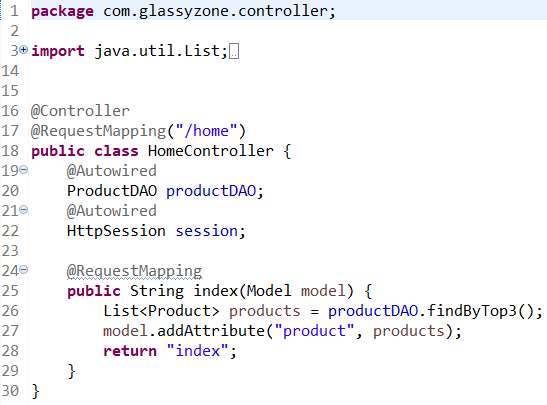 1 package com.glassyzone.controller;
2
3 import java.util.List;
14
15
16 @Controller
17 @RequestMapping("/home")
18 public class HomeController {
19     @Autowired
20     ProductDAO productDAO;
21     @Autowired
22     HttpSession session;
23
24     @RequestMapping
25     public String index(Model model) {
26         List<Product> products = productDAO.findByTop3();
27         model.addAttribute("product", products);
28         return "index";
29     }
30 }